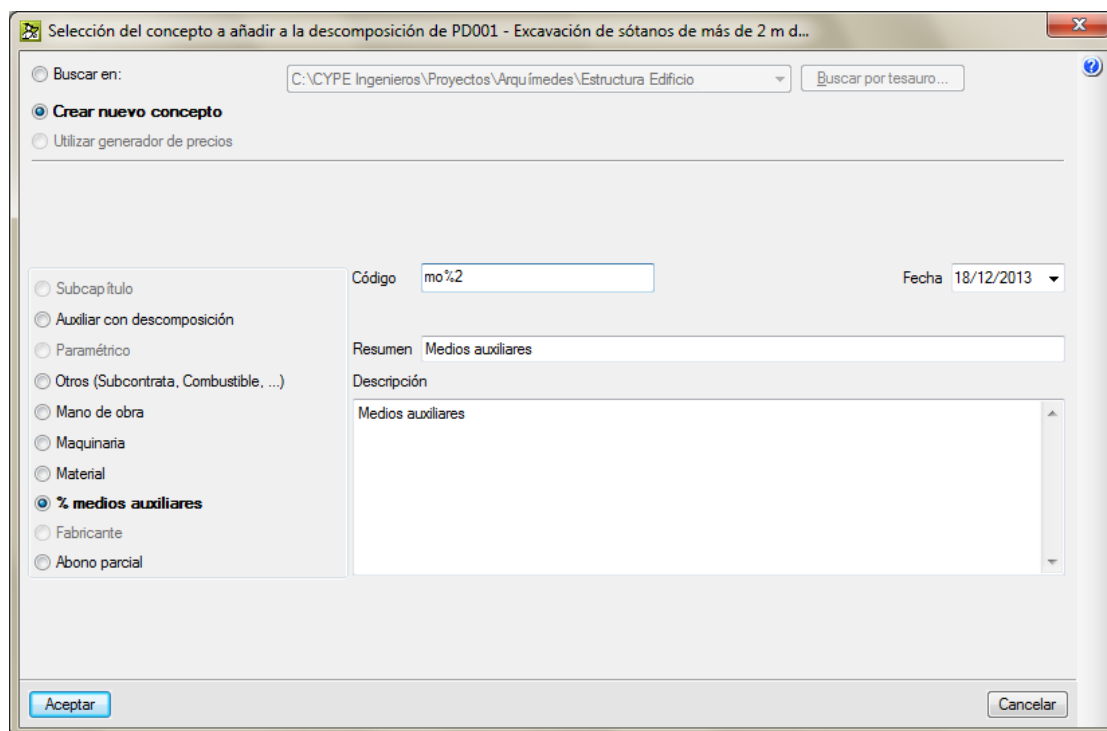 Selección del concepto a añadir a la descomposición de PD001 - Excavación de sótanos de más de 2 m d...
Buscar en:
C:\CYPE Ingenieros\Proyectos\Arquímedes\Estructura Edificio
Buscar por tesauro...
Crear nuevo concepto
Utilizar generador de precios
Código
mo%2
Fecha
18/12/2013
Subcapítulo
Auxiliar con descomposición
Paramétrico
Resumen
Medios auxiliares
Otros (Subcontrata, Combustible, ...)
Descripción
Mano de obra
Medios auxiliares
Maquinaria
Material
% medios auxiliares
Fabricante
Abono parcial
Aceptar
Cancelar